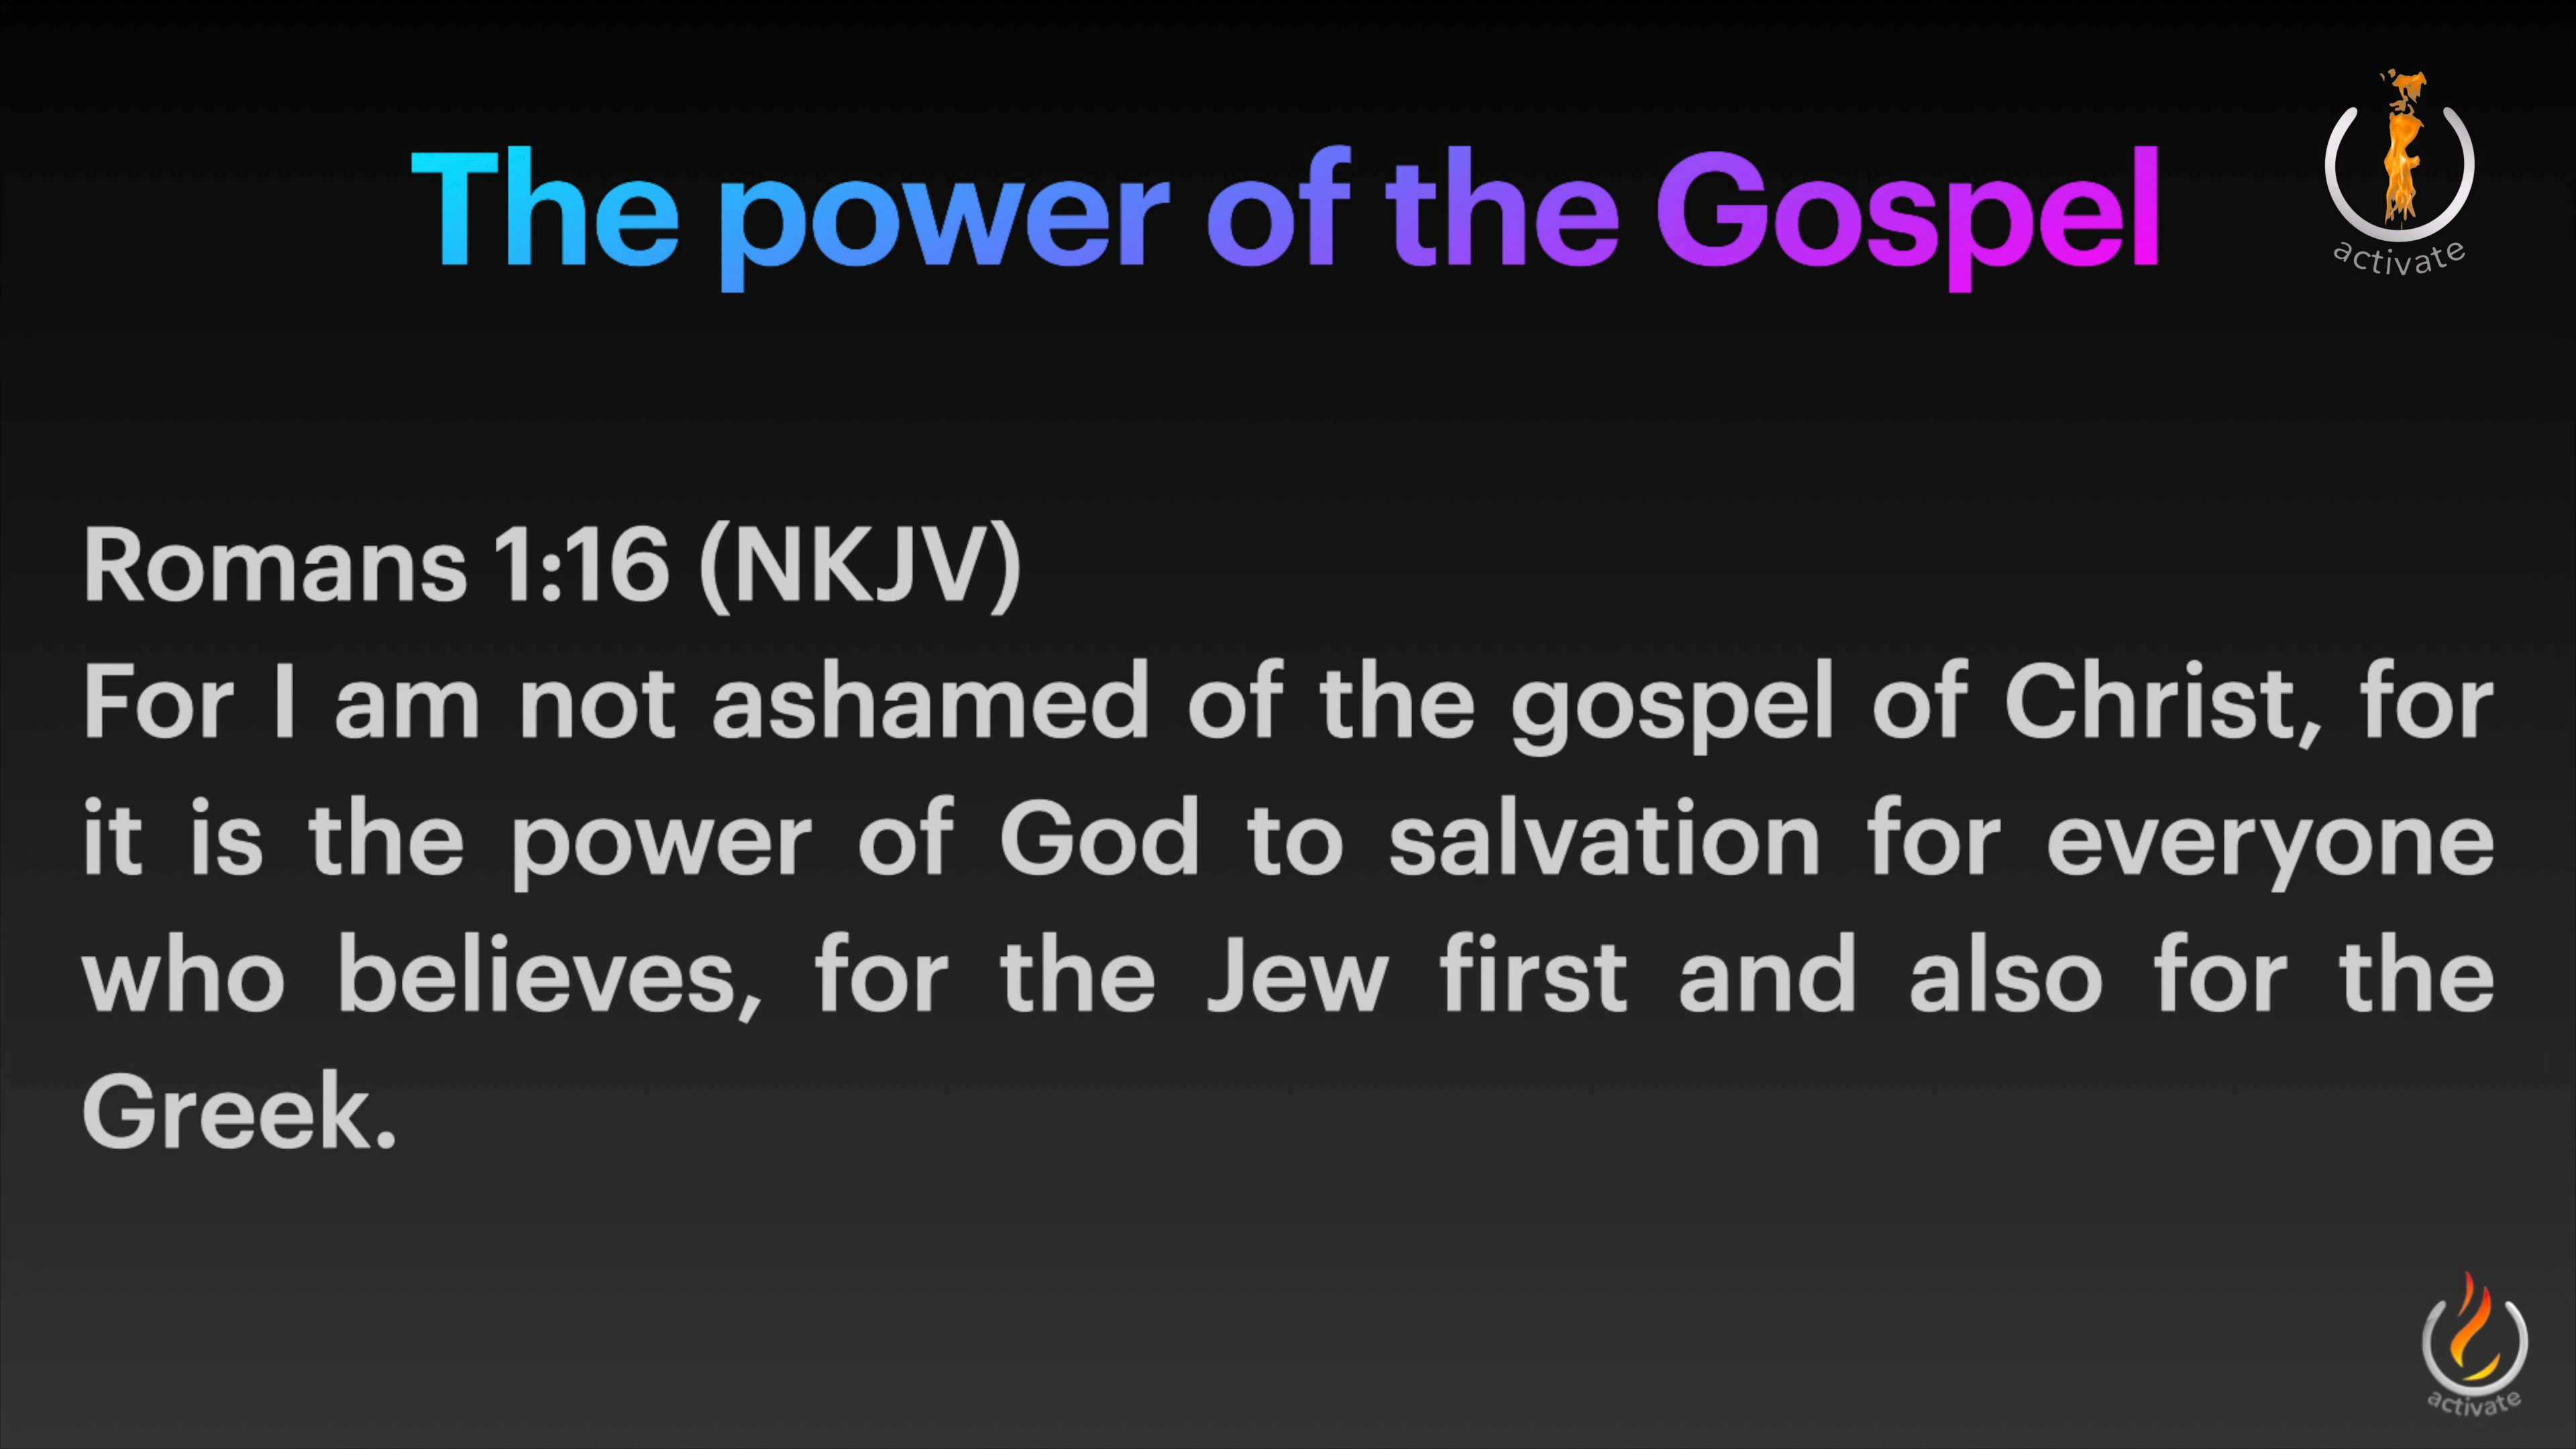 The power of the Gospel
activate
Romans 1:16 (NKJV)
For I am not ashamed of the gospel of Christ, for
it is the power of God to salvation for everyone
who believes, for the Jew first and also for the
Greek.
activate